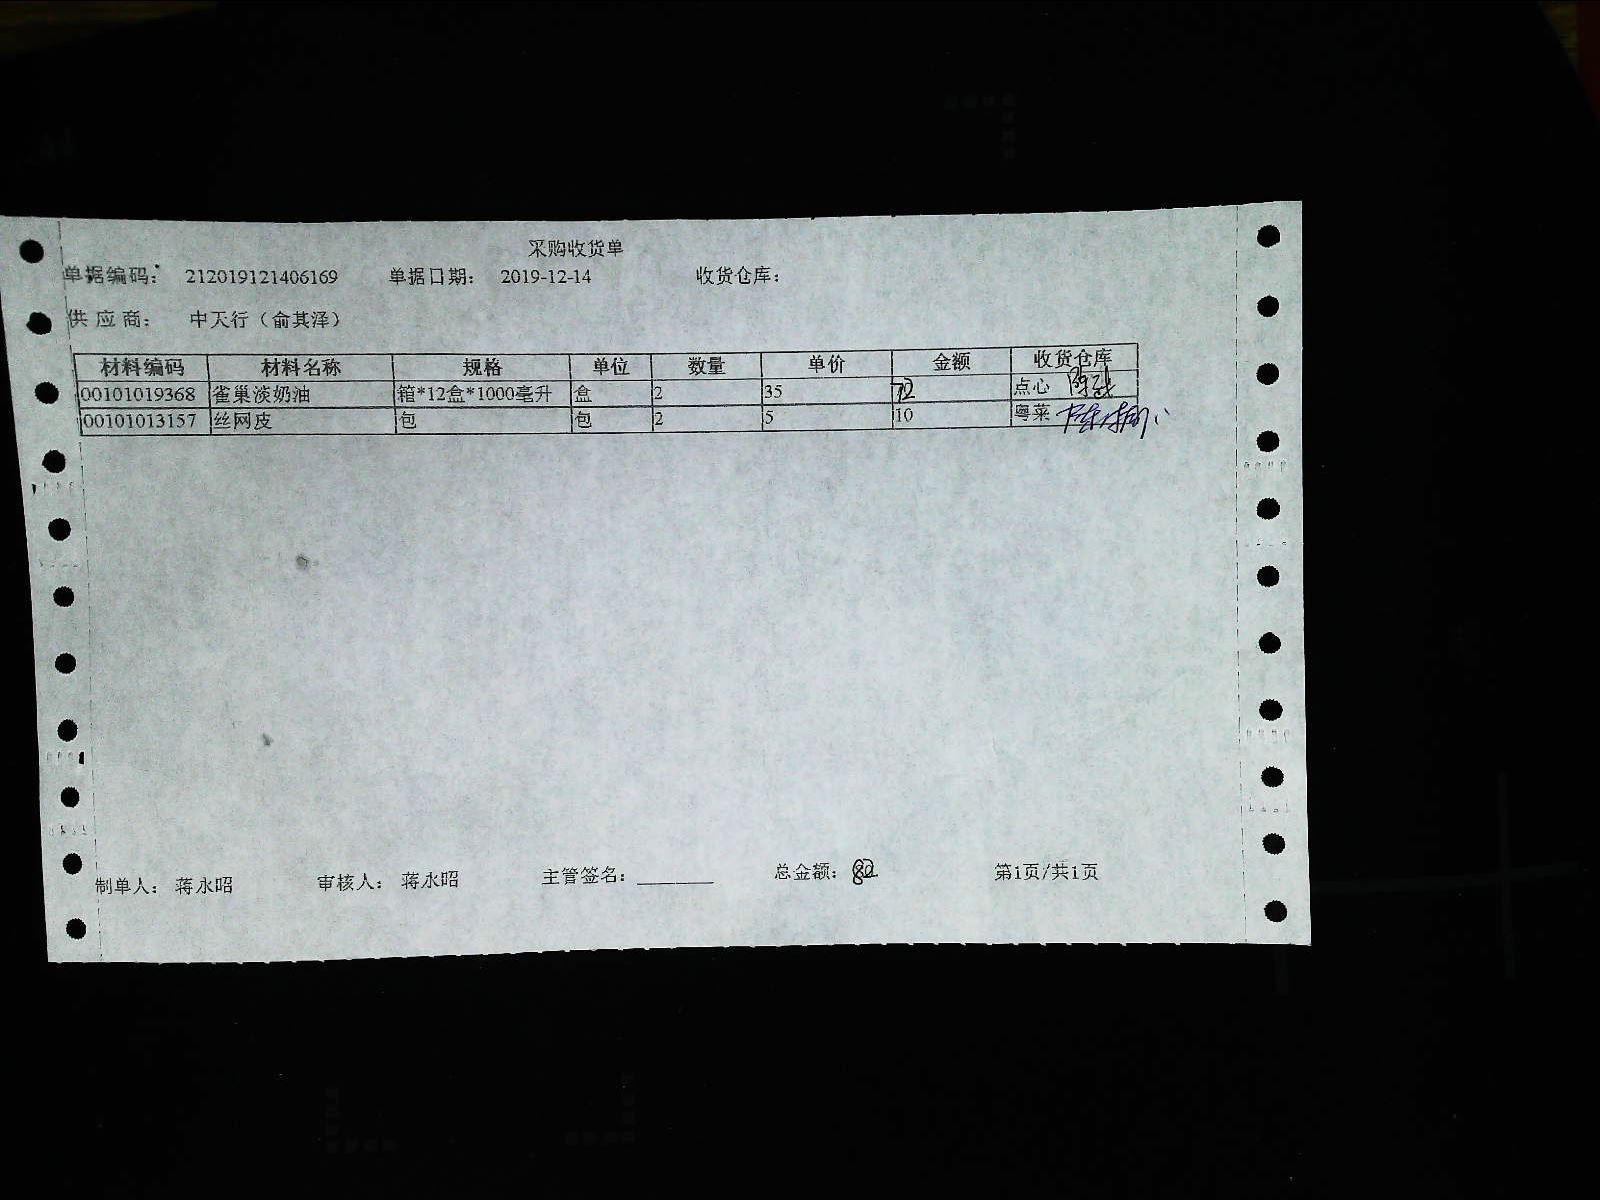 采购收货单
单据编码： 212019121406169 单据日期： 2019-12-14 收货仓库：
供应商： 中天行（俞其泽）
材料编码 材料名称 规格 单位 数量 单价 金额 收货仓库
00101019368 雀巢淡奶油 箱*12盒*1000毫升 盒 2 35 72 点心
00101013157 丝网皮 包 包 2 5 10 粤菜
制单人： 蒋永昭 审核人： 蒋永昭 主管签名： 总金额： 82 第1页/共1页